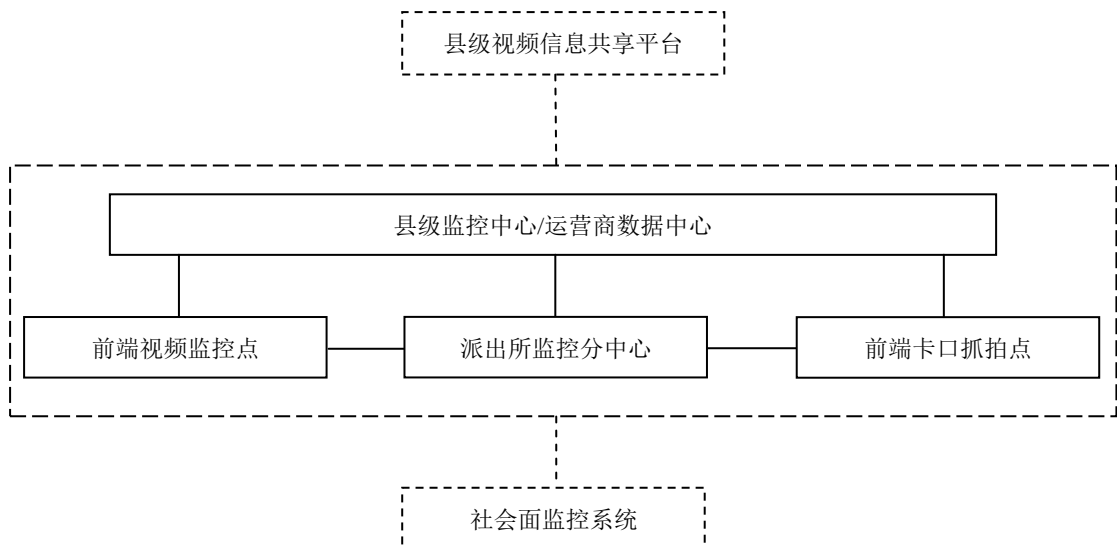 县级视频信息共享平台
县级监控中心/运营商数据中心
前端视频监控点
派出所监控分中心
前端卡口抓拍点
社会面监控系统